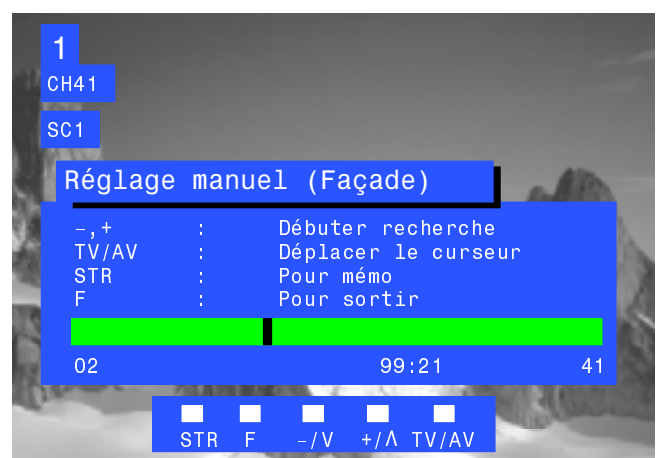 1
CH41
SC1
Réglage manuel (Façade)
–,+ : Débuter recherche
TV/AV : Déplacer le curseur
STR : Pour mémo
F : Pour sortir
02 99:21 41
STR F –/V +/Λ TV/AV